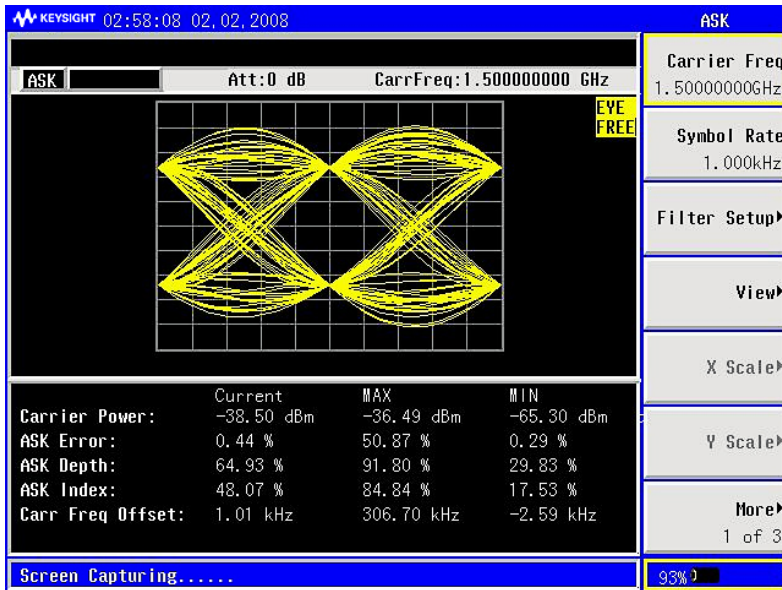 KEYSIGHT 02:58:08 02,02,2008
ASK
ASK Att:0 dB CarrFreq:1.500000000 GHz
EYE
FREE
Carrier Freq
1.50000000GHz
Symbol Rate
1.000kHz
Filter Setup
View
X Scale
Y Scale
More
1 of 3
Current MAX MIN
Carrier Power: -38.50 dBm -36.49 dBm -65.30 dBm
ASK Error: 0.44 % 50.87 % 0.29 %
ASK Depth: 64.93 % 91.80 % 29.83 %
ASK Index: 48.07 % 84.84 % 17.53 %
Carr Freq Offset: 1.01 kHz 306.70 kHz -2.59 kHz
Screen Capturing......
93%